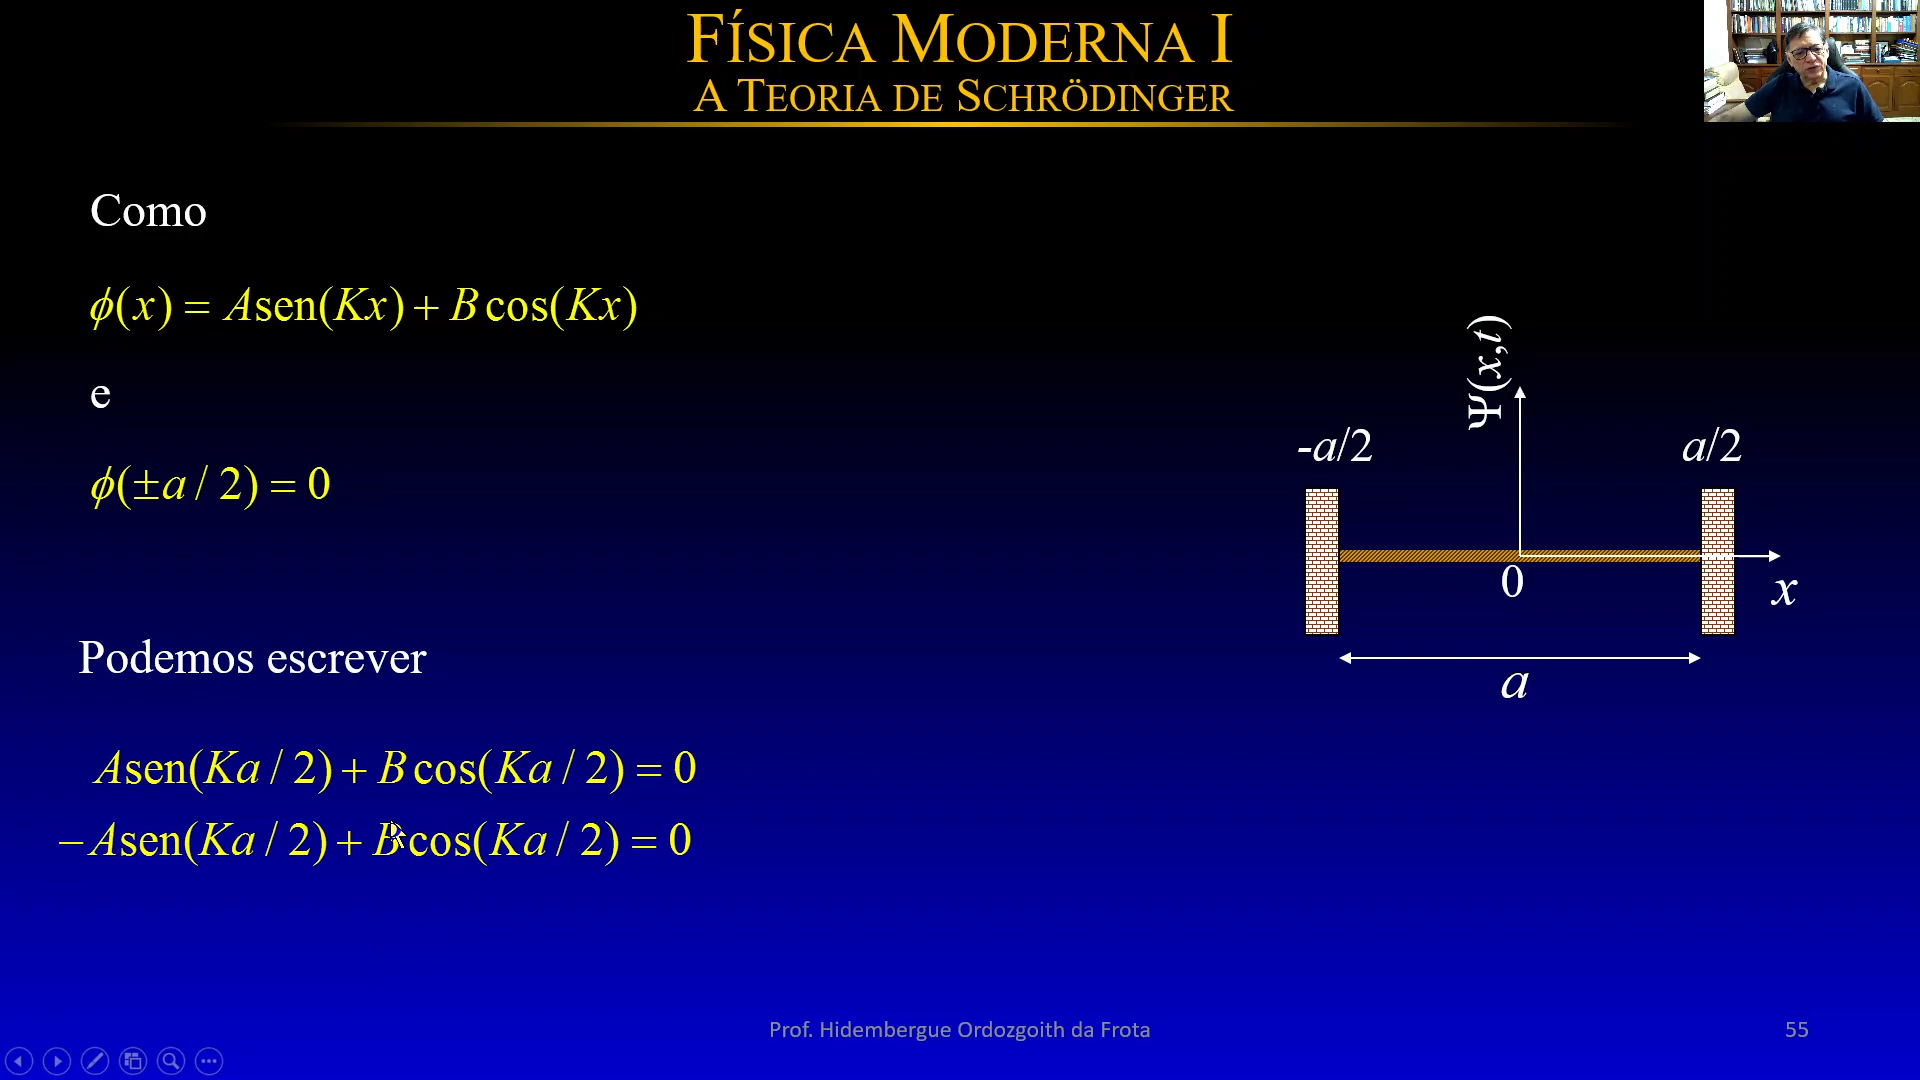 FÍSICA MODERNA I
A TEORIA DE SCHRÖDINGER
Como
ϕ(x) = Asen(Kx) + B cos(Kx)
e
ϕ(±a / 2) = 0
Podemos escrever
Asen(Ka / 2) + B cos(Ka / 2) = 0
−Asen(Ka / 2) + B cos(Ka / 2) = 0
Ψ(x,t)
-a/2
a/2
0
x
a
Prof. Hidembergue Ordozgoith da Frota
55